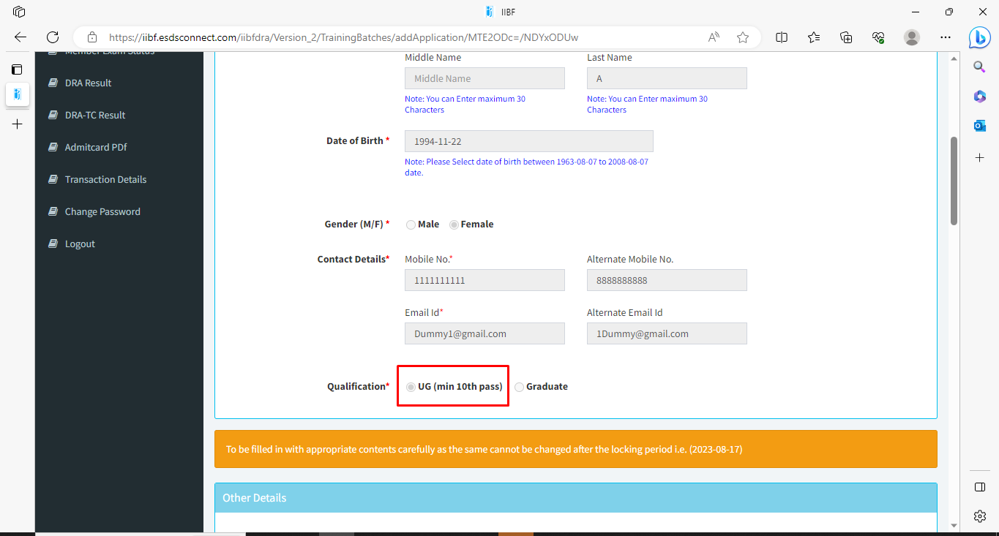 IIBF
https://iibf.esdsconnect.com/iibfdra/Version_2/TrainingBatches/addApplication/MTE2ODc=/NDYxODUw
Member Exam Status
DRA Result
DRA-TC Result
Admitcard PDf
Transaction Details
Change Password
Logout
Middle Name
Last Name
Middle Name
A
Note: You can Enter maximum 30
Characters
Note: You can Enter maximum 30
Characters
Date of Birth *
1994-11-22
Note: Please Select date of birth between 1963-08-07 to 2008-08-07
date.
Gender (M/F) * Male Female
Contact Details* Mobile No.* Alternate Mobile No.
1111111111
8888888888
Email Id* Alternate Email Id
Dummy1@gmail.com
1Dummy@gmail.com
Qualification* UG (min 10th pass) Graduate
To be filled in with appropriate contents carefully as the same cannot be changed after the locking period i.e. (2023-08-17)
Other Details